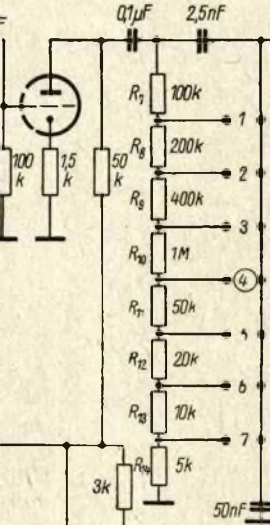 F
0,1µF
2,5nF
R7 100k
1
R8 200k
2
100 k
1,5 k
50 k
R9 400k
3
R10 1M
4
R11 50k
5
R12 20k
6
R13 10k
7
R14 5k
3k
50nF